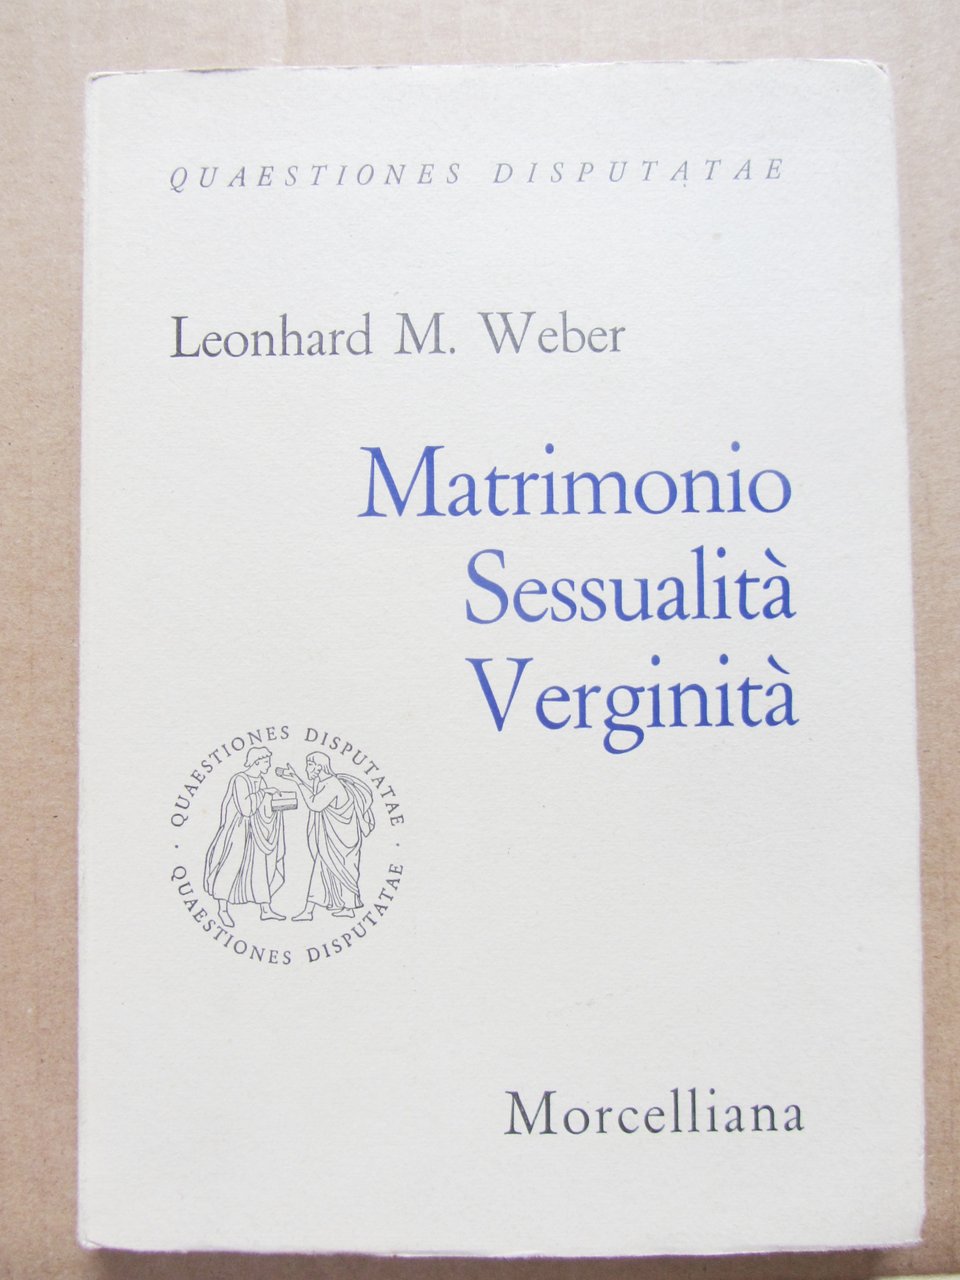 QUAESTIONES DISPUTATAE
Leonhard M. Weber
Matrimonio
Sessualità
Verginità
QUAESTIONES DISPUTATAE · QUAESTIONES DISPUTATAE ·
Morcelliana